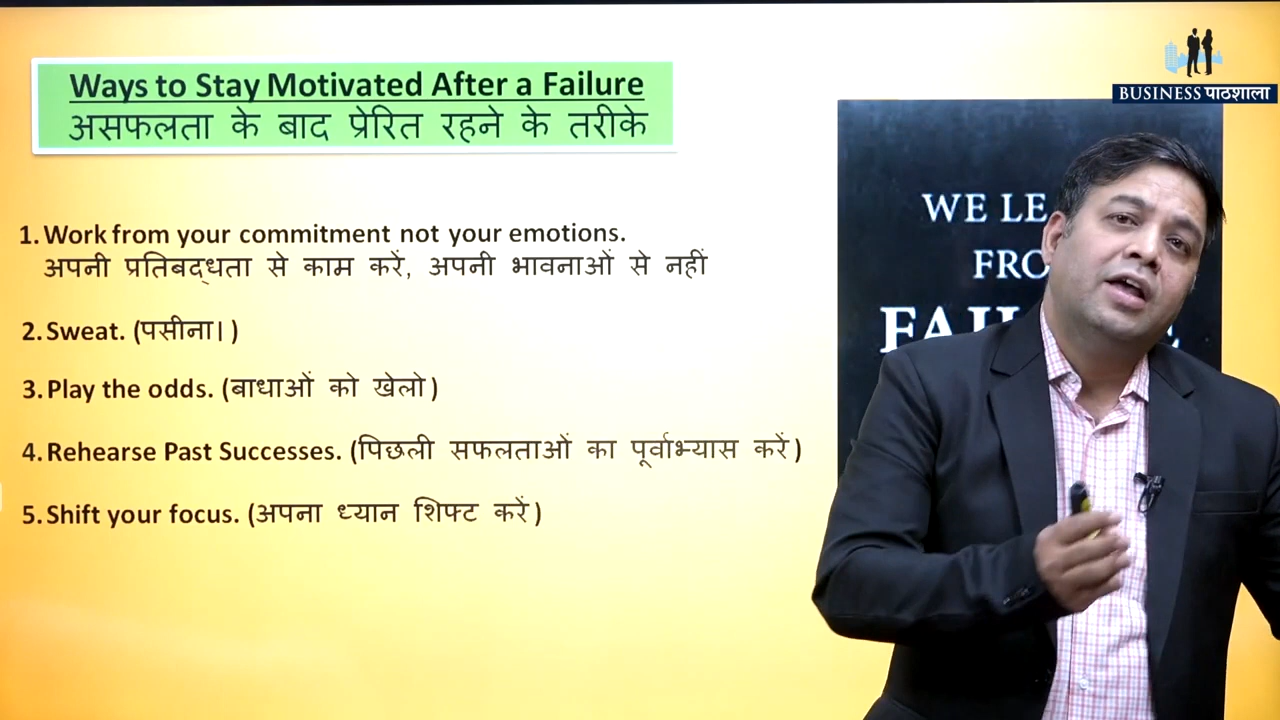 Ways to Stay Motivated After a Failure
असफलता के बाद प्रेरित रहने के तरीके
BUSINESS पाठशाला
WE LE
FRO
FAI
E
1. Work from your commitment not your emotions.
अपनी प्रतिबद्धता से काम करें, अपनी भावनाओं से नहीं
2. Sweat. (पसीना।)
3. Play the odds. (बाधाओं को खेलो)
4. Rehearse Past Successes. (पिछली सफलताओं का पूर्वाभ्यास करें)
5. Shift your focus. (अपना ध्यान शिफ्ट करें)